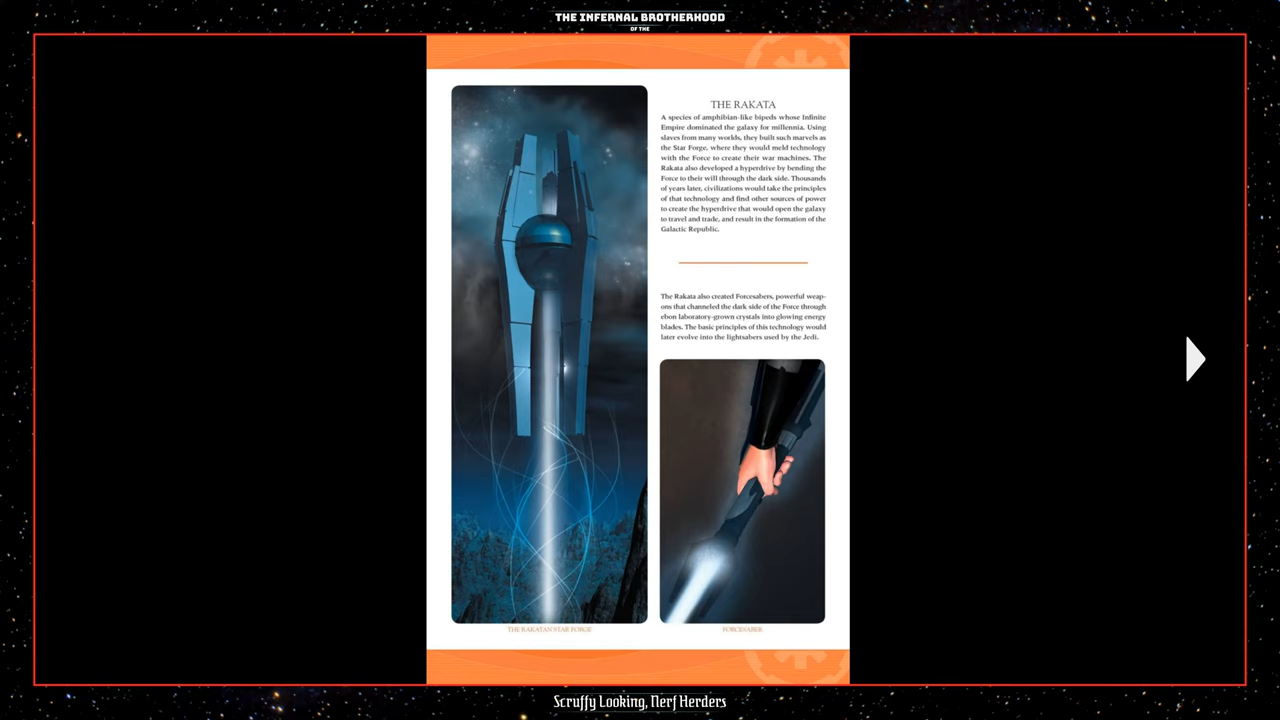 THE INFERNAL BROTHERHOOD
OF THE
THE RAKATA
A species of amphibian-like bipeds whose Infinite
Empire dominated the galaxy for millennia. Using
slaves from many worlds, they built such marvels as
the Star Forge, where they would meld technology
with the Force to create their war machines. The
Rakata also developed a hyperdrive by bending the
Force to their will through the dark side. Thousands
of years later, civilizations would take the principles
of that technology and find other sources of power
to create the hyperdrive that would open the galaxy
to travel and trade, and result in the formation of the
Galactic Republic.
The Rakata also created Forcesabers, powerful weap-
ons that channeled the dark side of the Force through
ebon laboratory-grown crystals into glowing energy
blades. The basic principles of this technology would
later evolve into the lightsabers used by the Jedi.
THE RAKATAN STAR FORGE
FORCESABER
Scruffy Looking, Nerf Herders